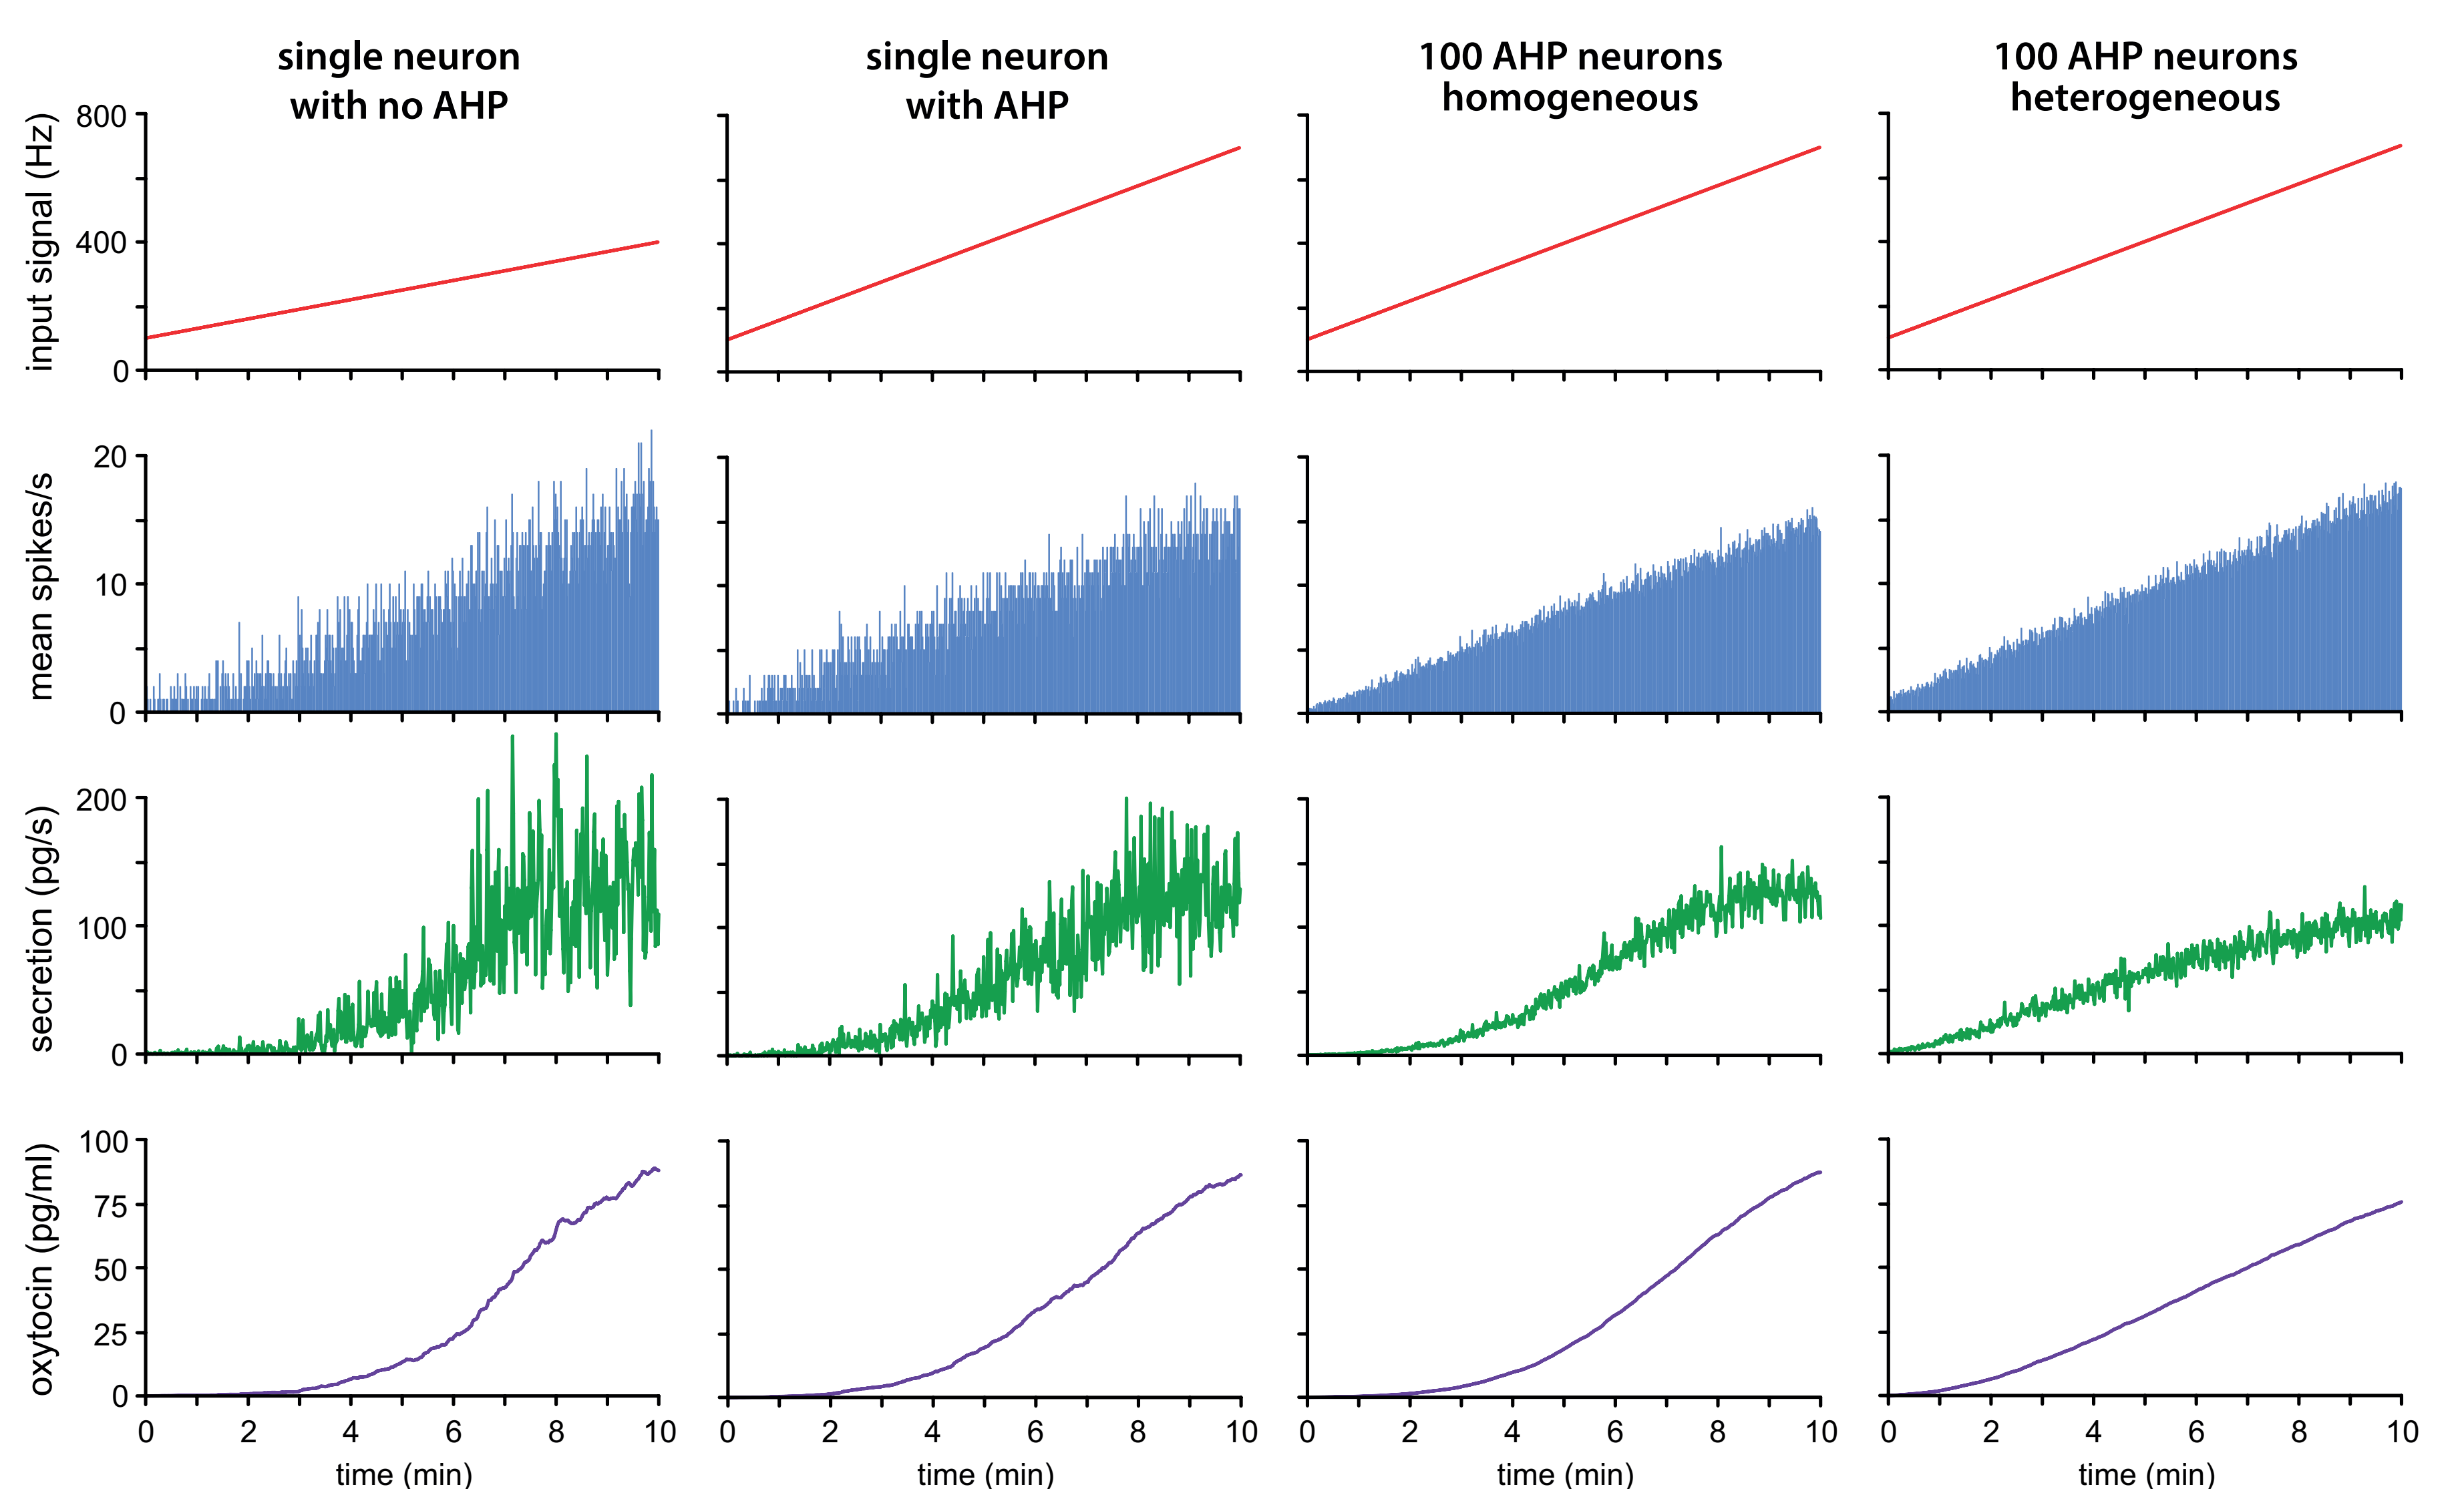 single neuron
with no AHP
single neuron
with AHP
100 AHP neurons
homogeneous
100 AHP neurons
heterogeneous
input signal (Hz)
800
400
0
mean spikes/s
20
10
0
secretion (pg/s)
200
100
0
oxytocin (pg/ml)
100
75
50
25
0
0 2 4 6 8 10
time (min)
0 2 4 6 8 10
time (min)
0 2 4 6 8 10
time (min)
0 2 4 6 8 10
time (min)